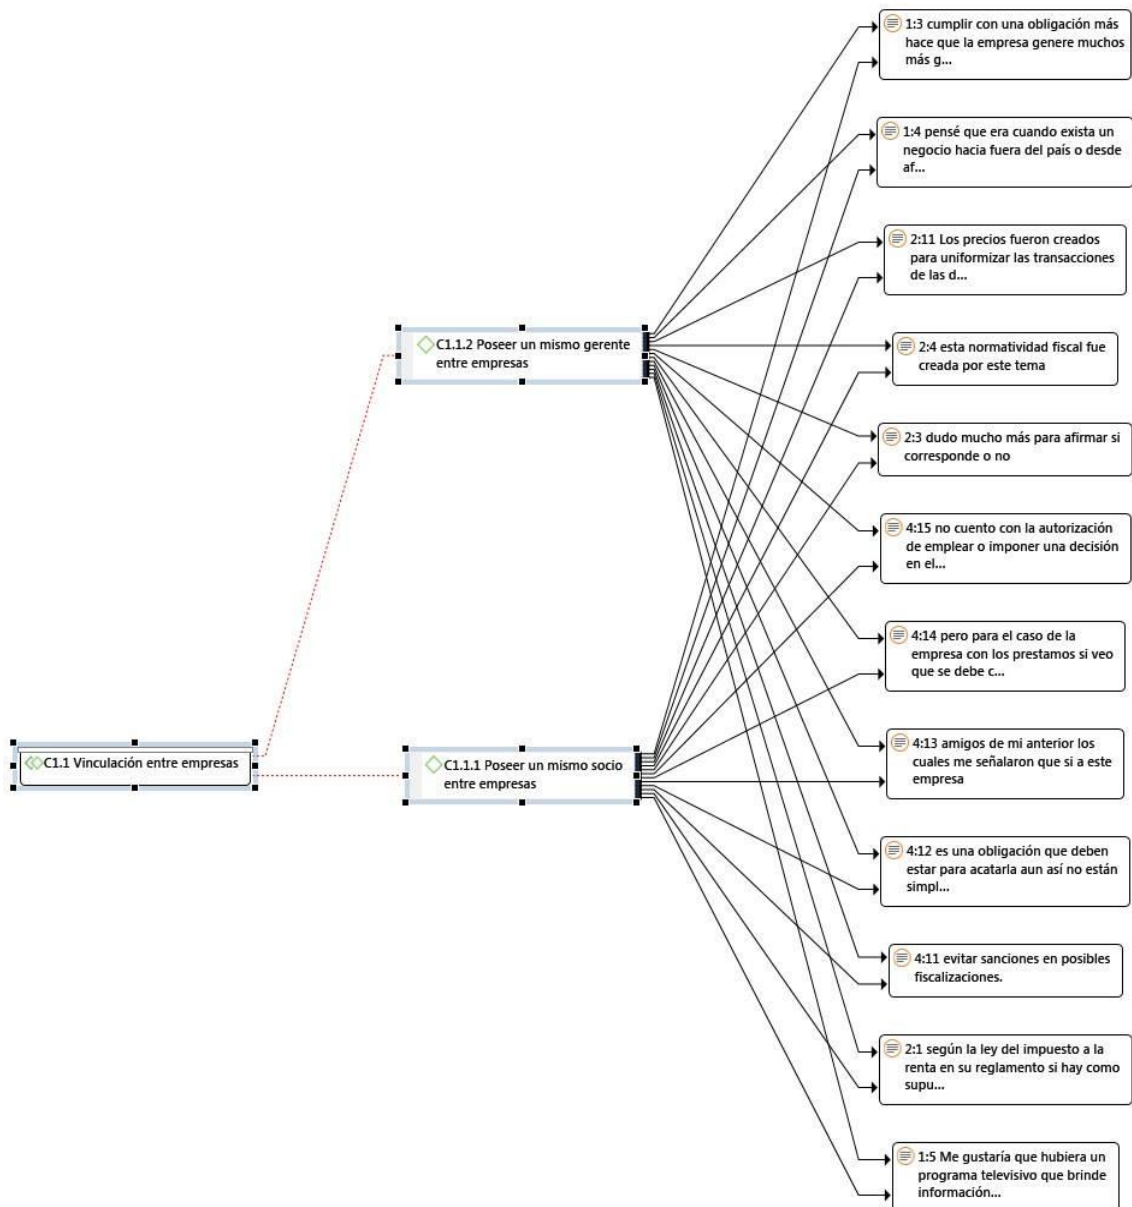 1:3 cumplir con una obligación más
hace que la empresa genere muchos
más g...
1:4 pensé que era cuando exista un
negocio hacia fuera del país o desde
af...
2:11 Los precios fueron creados
para uniformizar las transacciones
de las d...
C1.1.2 Poseer un mismo gerente
entre empresas
2:4 esta normatividad fiscal fue
creada por este tema
2:3 dudo mucho más para afirmar si
corresponde o no
4:15 no cuento con la autorización
de emplear o imponer una decisión
en el...
4:14 pero para el caso de la
empresa con los prestamos si veo
que se debe c...
C1.1 Vinculación entre empresas
C1.1.1 Poseer un mismo socio
entre empresas
4:13 amigos de mi anterior los
cuales me señalaron que si a este
empresa
4:12 es una obligación que deben
estar para acatarla aun así no están
simpl...
4:11 evitar sanciones en posibles
fiscalizaciones.
2:1 según la ley del impuesto a la
renta en su reglamento si hay como
supu...
1:5 Me gustaría que hubiera un
programa televisivo que brinde
información...